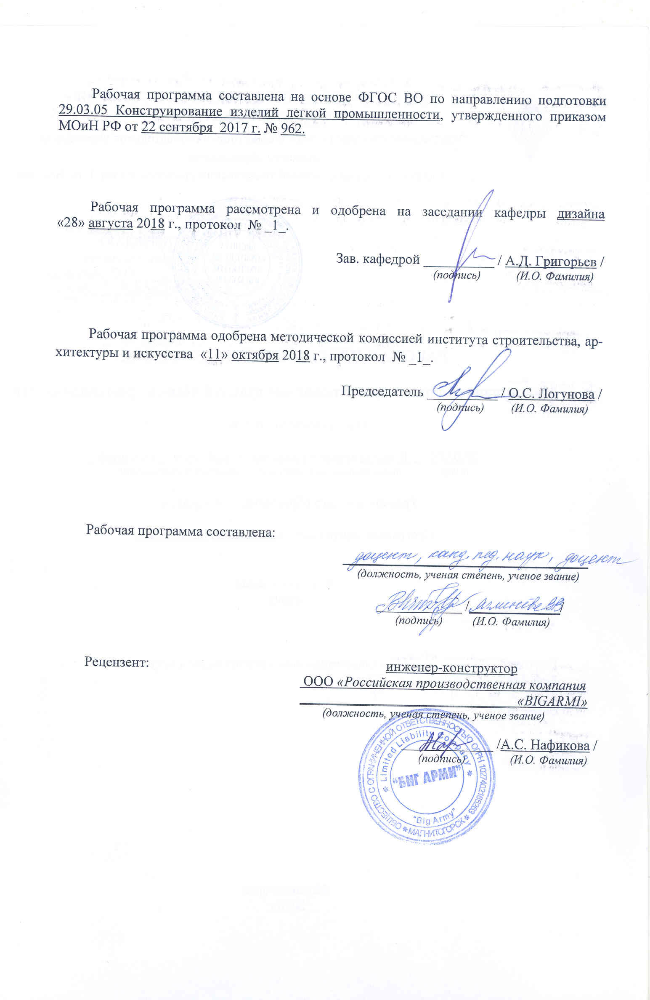 Рабочая программа составлена на основе ФГОС ВО по направлению подготовки
29.03.05 Конструирование изделий легкой промышленности, утвержденного приказом
МОиН РФ от 22 сентября 2017 г. № 962.
Рабочая программа рассмотрена и одобрена на заседании кафедры дизайна
«28» августа 2018 г., протокол № _1_.
Зав. кафедрой __________ / А.Д. Григорьев /
(подпись) (И.О. Фамилия)
Рабочая программа одобрена методической комиссией института строительства, ар-
хитектуры и искусства «11» октября 2018 г., протокол № _1_.
Председатель __________ / О.С. Логунова /
(подпись) (И.О. Фамилия)
Рабочая программа составлена:
доцент, канд. пед. наук, доцент
(должность, ученая степень, ученое звание)
(подпись) (И.О. Фамилия)
Рецензент:
инженер-конструктор
ООО «Российская производственная компания
«BIGARMI»
(должность, ученая степень, ученое звание)
____________ /А.С. Нафикова /
(подпись) (И.О. Фамилия)
ОБЩЕСТВО С ОГРАНИЧЕННОЙ ОТВЕТСТВЕННОСТЬЮ ОГРН 1027402165263 * МАГНИТОГОРСК *
* Limited Liability Company *
“БИГ АРМИ”
“Big Army”